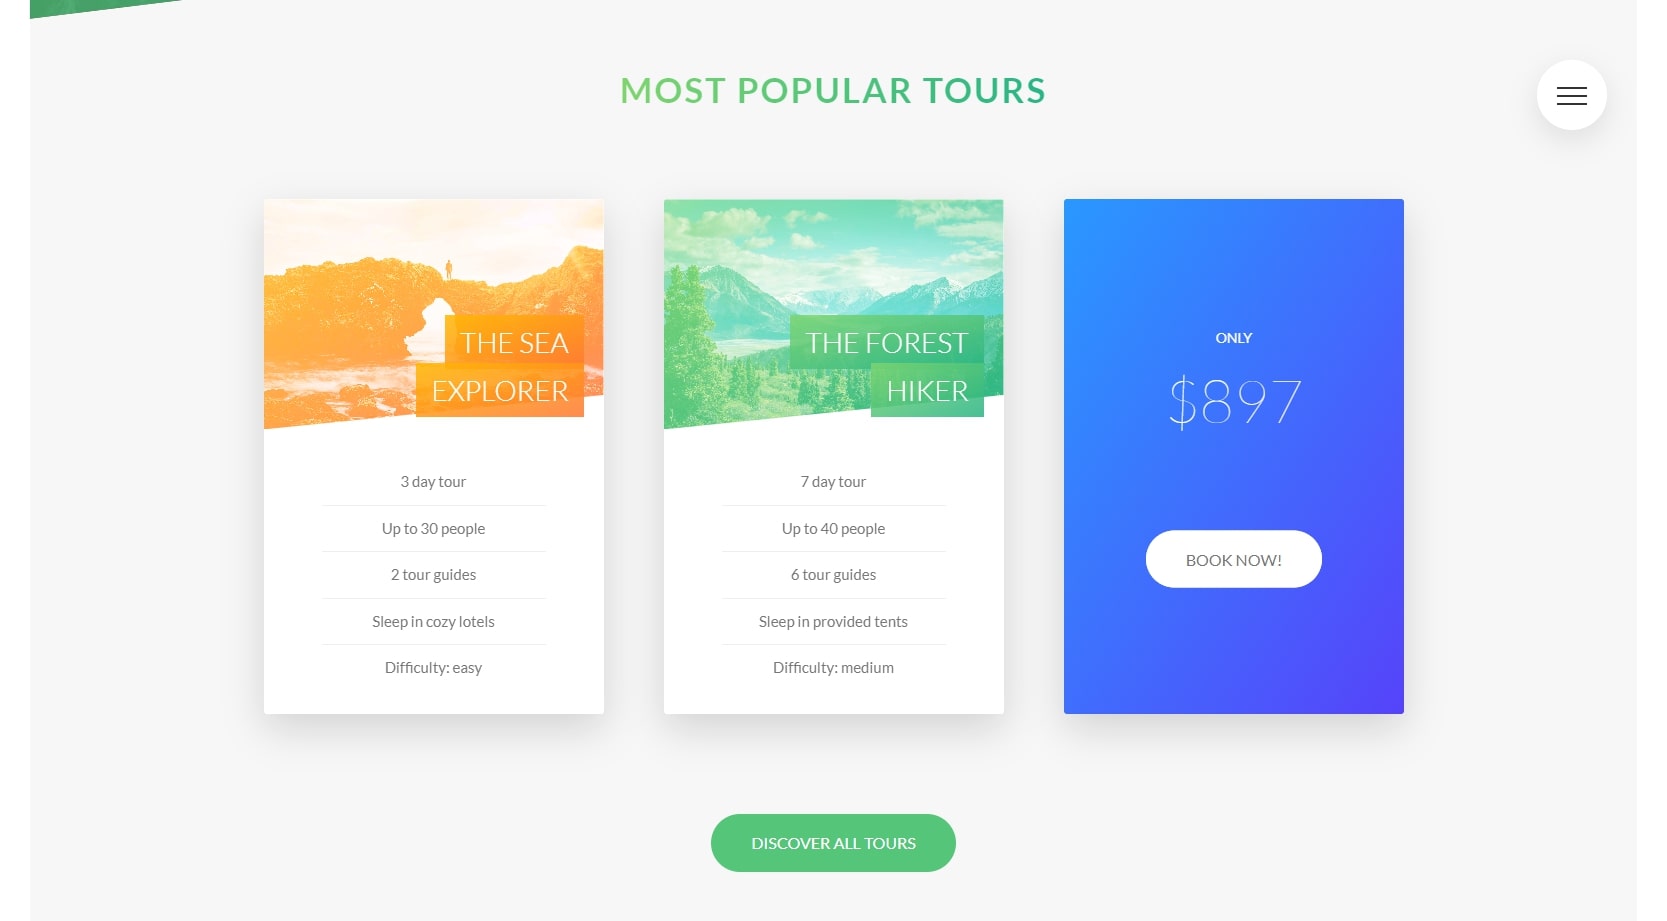 MOST POPULAR TOURS
THE SEA
EXPLORER
3 day tour
Up to 30 people
2 tour guides
Sleep in cozy lotels
Difficulty: easy
THE FOREST
HIKER
7 day tour
Up to 40 people
6 tour guides
Sleep in provided tents
Difficulty: medium
ONLY
$897
BOOK NOW!
DISCOVER ALL TOURS